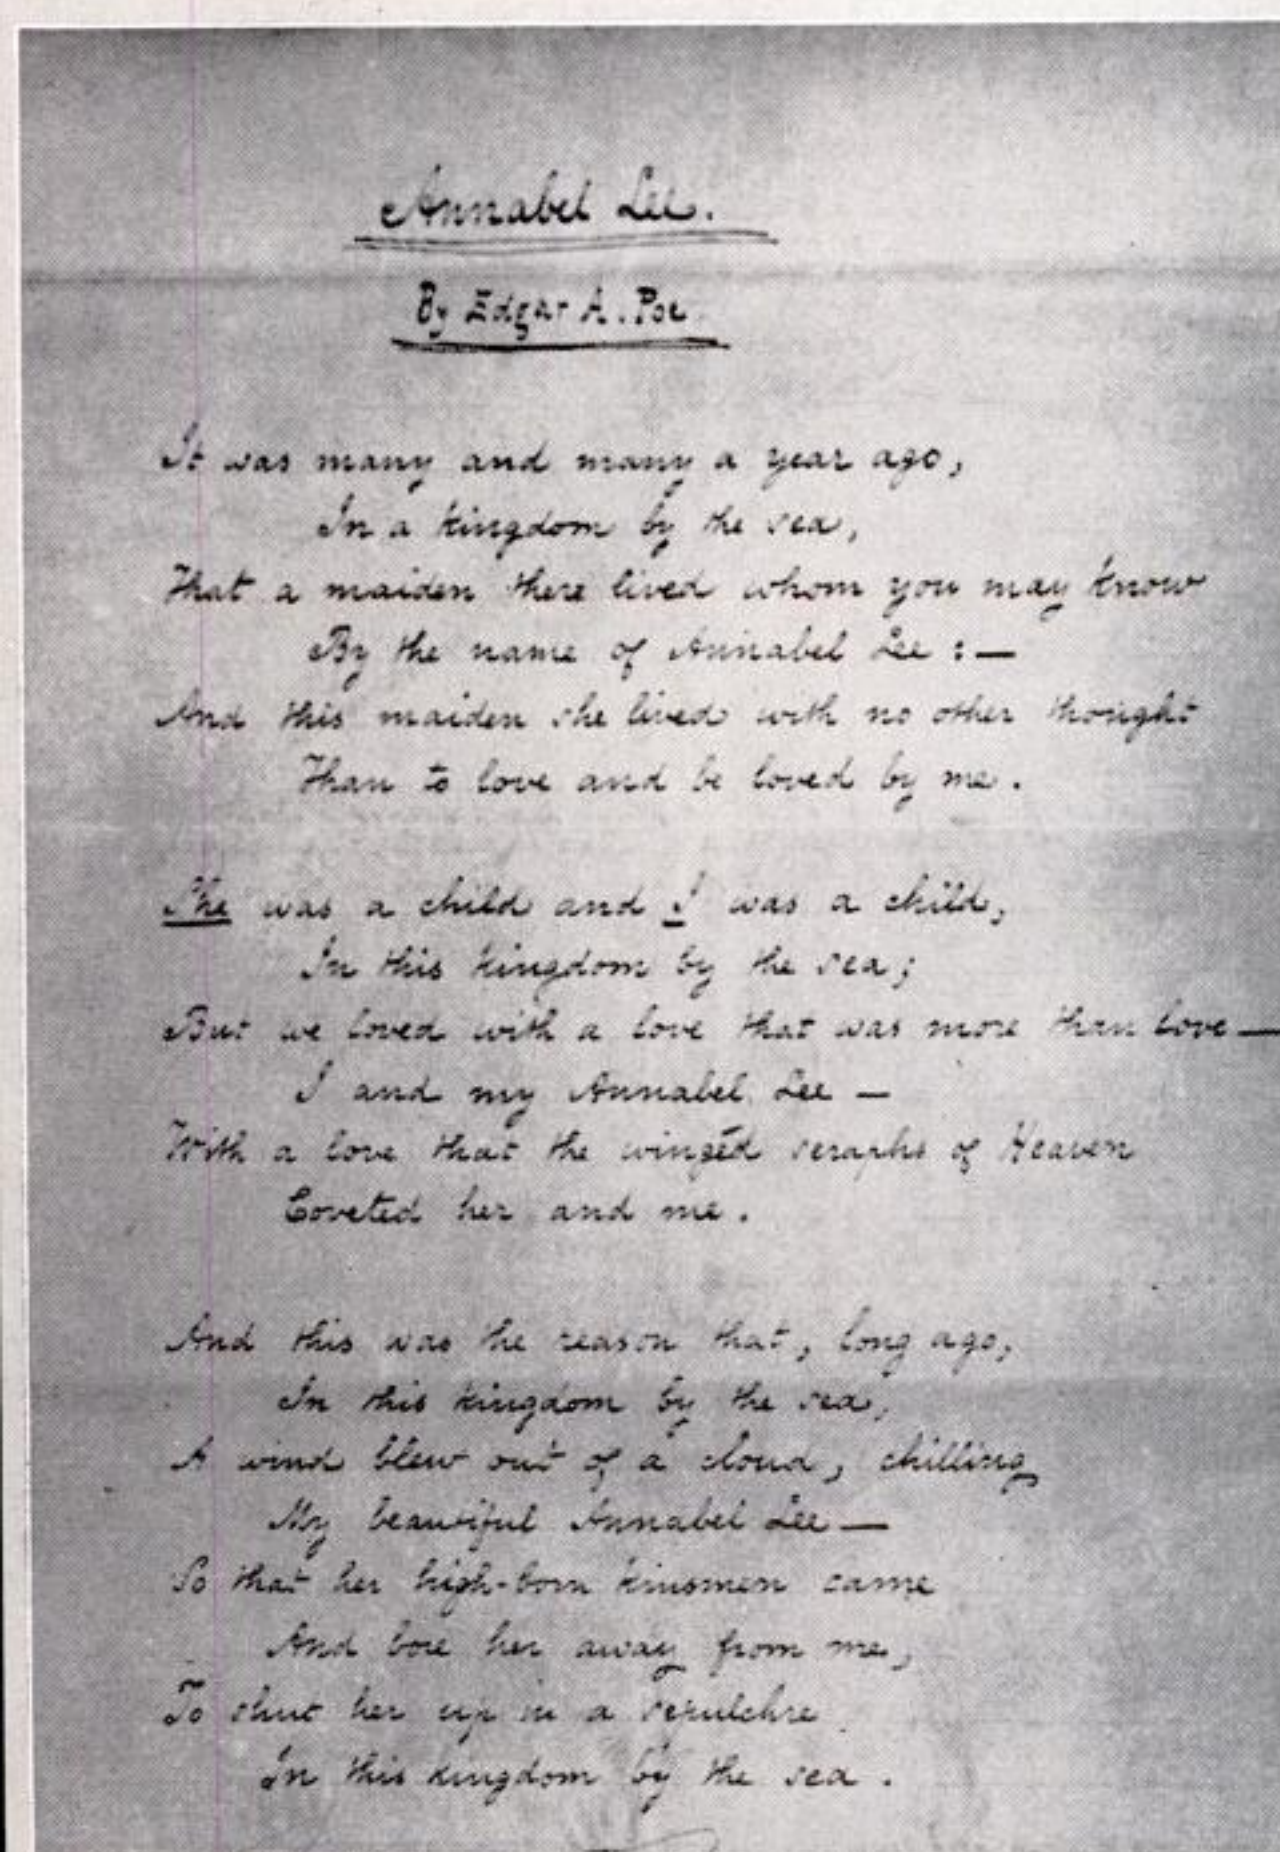 Annabel Lee.
By Edgar A. Poe.
It was many and many a year ago,
In a kingdom by the sea,
That a maiden there lived whom you may know
By the name of Annabel Lee:—
And this maiden she lived with no other thought
Than to love and be loved by me.
She was a child and I was a child,
In this kingdom by the sea;
But we loved with a love that was more than love—
I and my Annabel Lee—
With a love that the wingéd seraphs of Heaven
Coveted her and me.
And this was the reason that, long ago,
In this kingdom by the sea,
A wind blew out of a cloud, chilling
My beautiful Annabel Lee—
So that her high-born kinsmen came
And bore her away from me,
To shut her up in a sepulchre
In this kingdom by the sea.